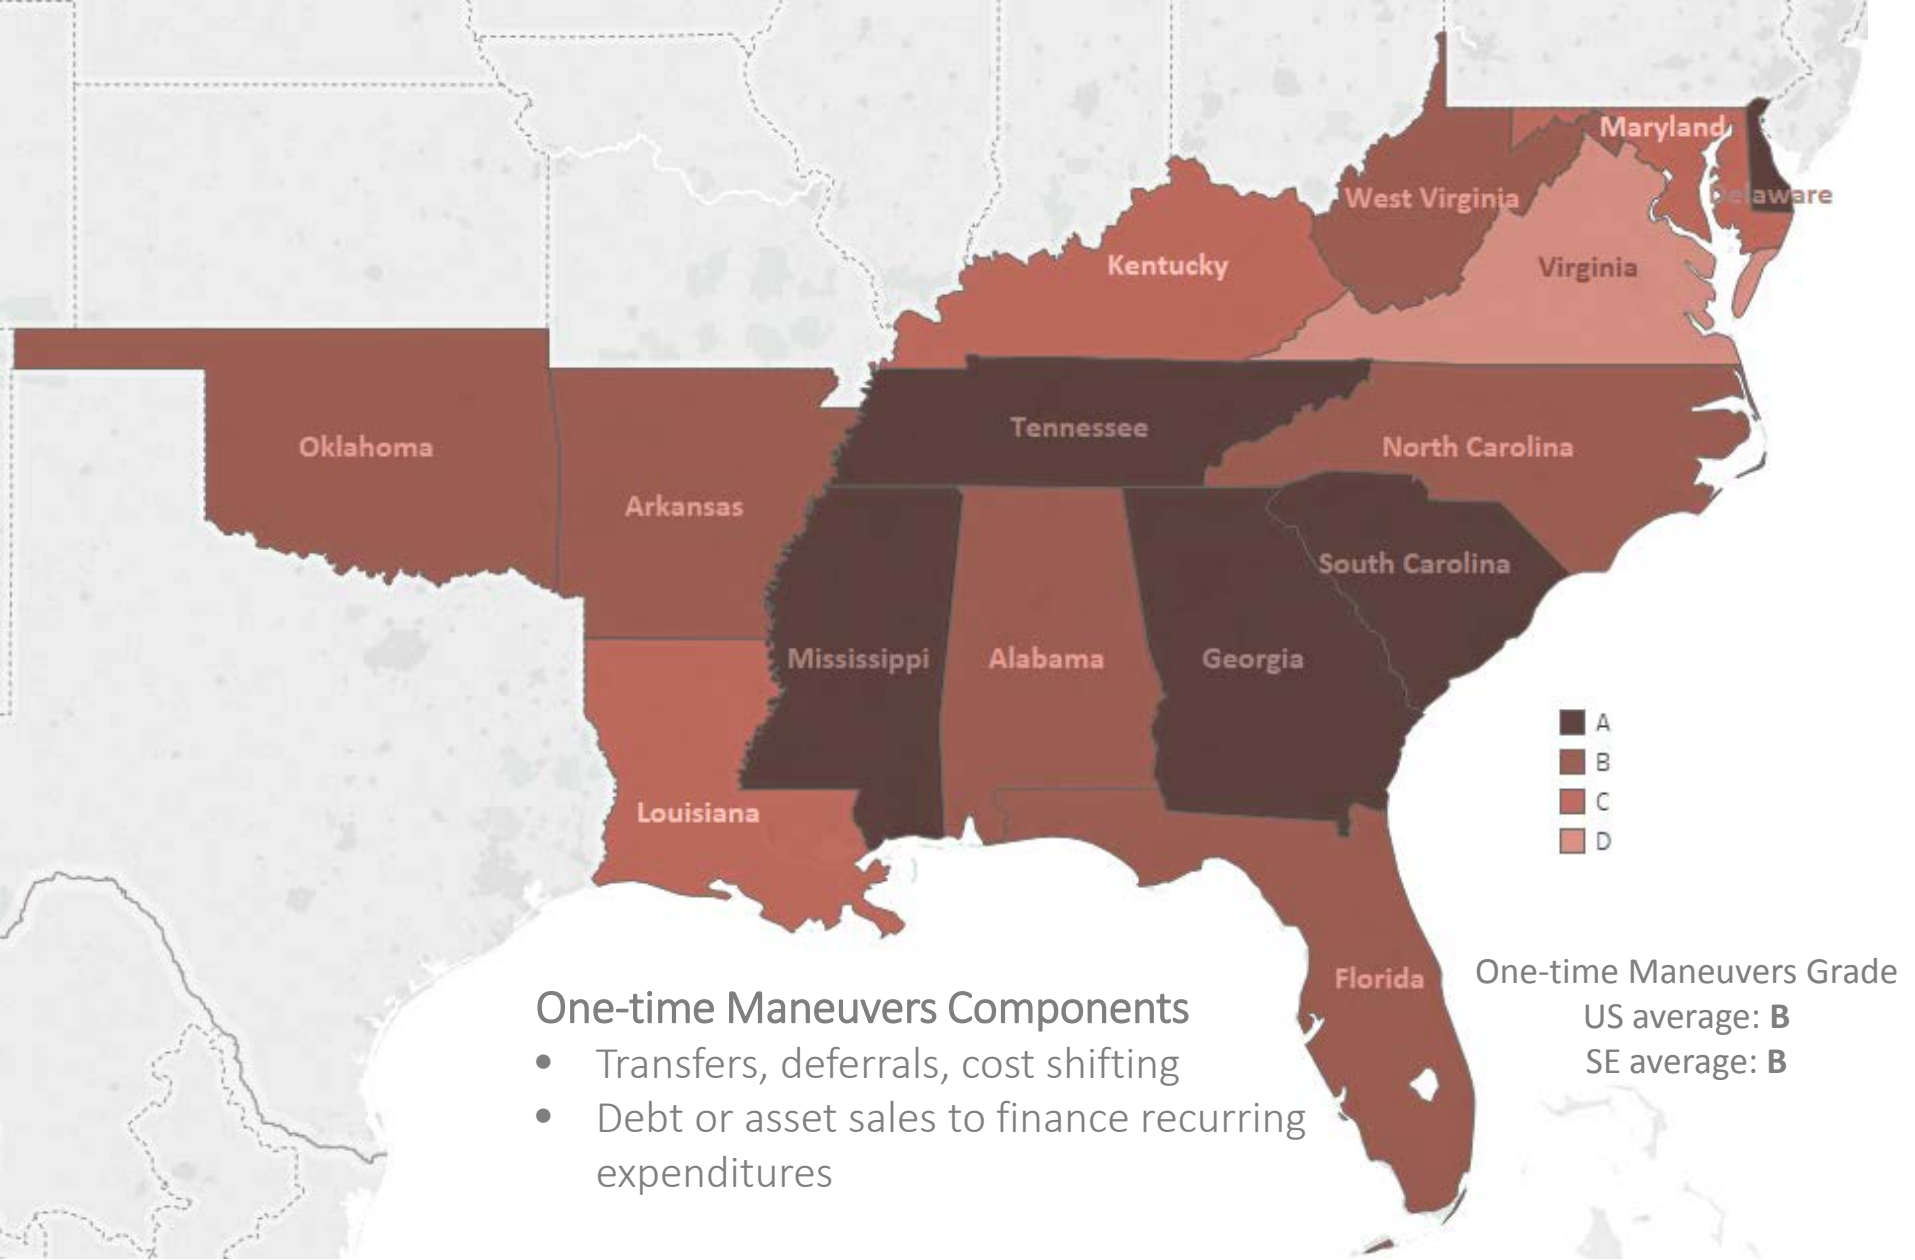 Maryland
Delaware
West Virginia
Kentucky
Virginia
Tennessee
Oklahoma
North Carolina
Arkansas
South Carolina
Mississippi
Alabama
Georgia
Louisiana
Florida
A
B
C
D
One-time Maneuvers Grade
US average: B
SE average: B
One-time Maneuvers Components
• Transfers, deferrals, cost shifting
• Debt or asset sales to finance recurring
expenditures